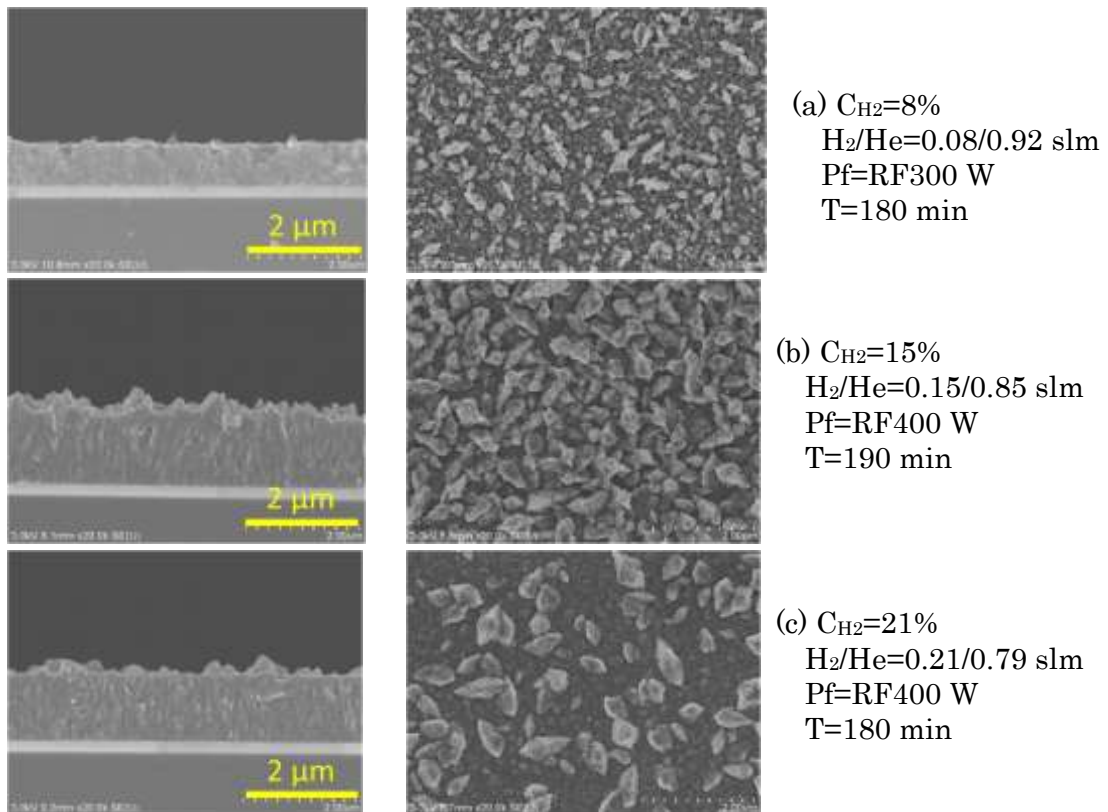 (a) CH2=8%
H2/He=0.08/0.92 slm
Pf=RF300 W
T=180 min
2 μm
(b) CH2=15%
H2/He=0.15/0.85 slm
Pf=RF400 W
T=190 min
2 μm
(c) CH2=21%
H2/He=0.21/0.79 slm
Pf=RF400 W
T=180 min
2 μm